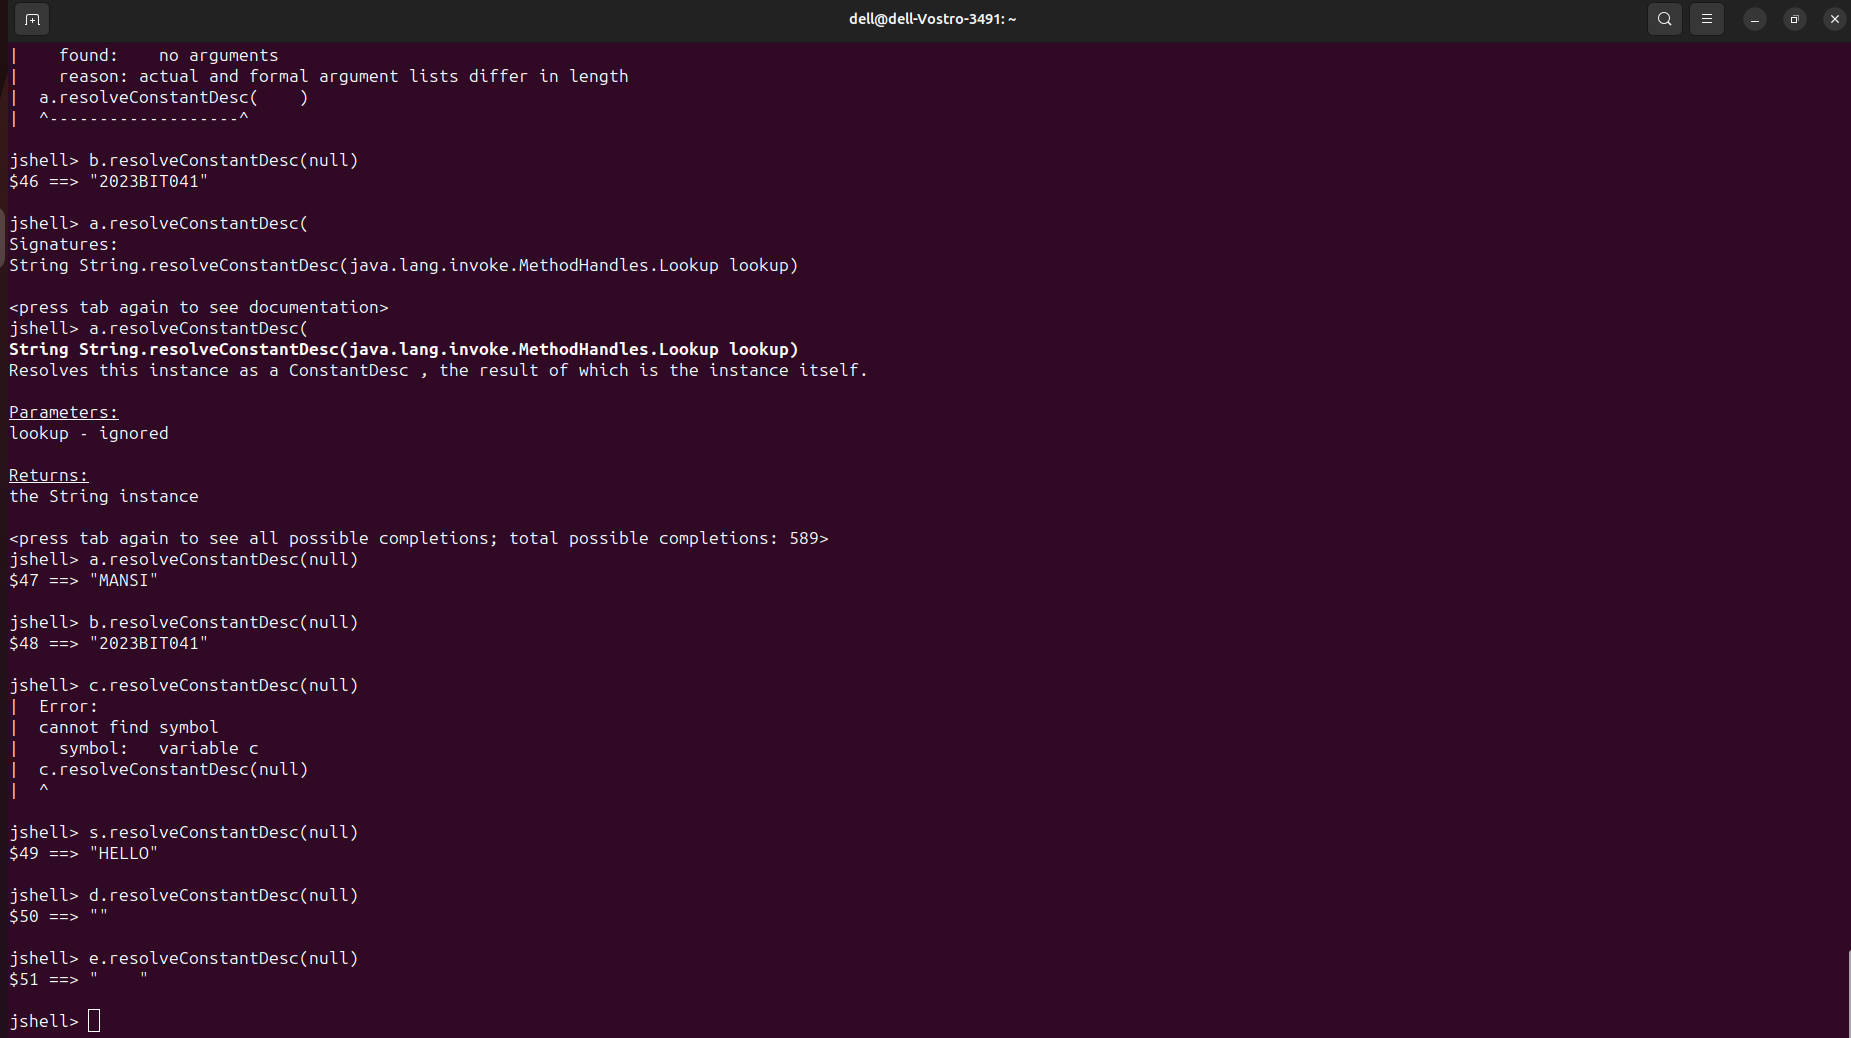 dell@dell-Vostro-3491: ~
|    found:    no arguments
|    reason: actual and formal argument lists differ in length
|  a.resolveConstantDesc(    )
|  ^-------------------^

jshell> b.resolveConstantDesc(null)
$46 ==> "2023BIT041"

jshell> a.resolveConstantDesc(
Signatures:
String String.resolveConstantDesc(java.lang.invoke.MethodHandles.Lookup lookup)

<press tab again to see documentation>
jshell> a.resolveConstantDesc(
String String.resolveConstantDesc(java.lang.invoke.MethodHandles.Lookup lookup)
Resolves this instance as a ConstantDesc , the result of which is the instance itself.

Parameters:
lookup - ignored

Returns:
the String instance

<press tab again to see all possible completions; total possible completions: 589>
jshell> a.resolveConstantDesc(null)
$47 ==> "MANSI"

jshell> b.resolveConstantDesc(null)
$48 ==> "2023BIT041"

jshell> c.resolveConstantDesc(null)
|  Error:
|  cannot find symbol
|    symbol:   variable c
|  c.resolveConstantDesc(null)
|  ^

jshell> s.resolveConstantDesc(null)
$49 ==> "HELLO"

jshell> d.resolveConstantDesc(null)
$50 ==> ""

jshell> e.resolveConstantDesc(null)
$51 ==> "    "

jshell>